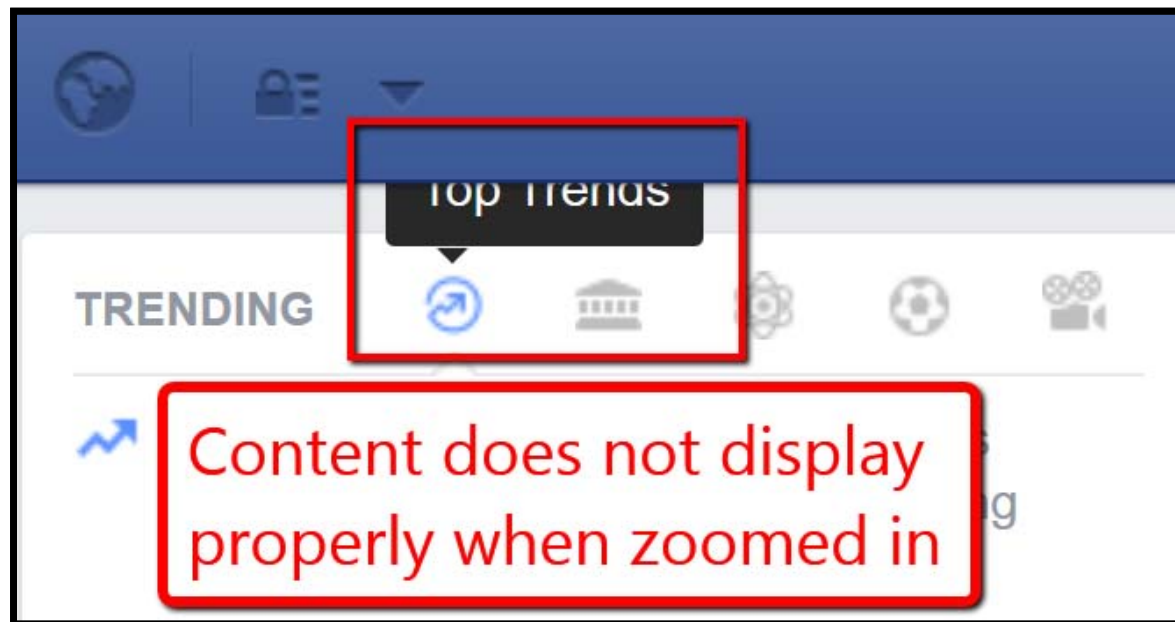 Top Trends
TRENDING
Content does not display
properly when zoomed in